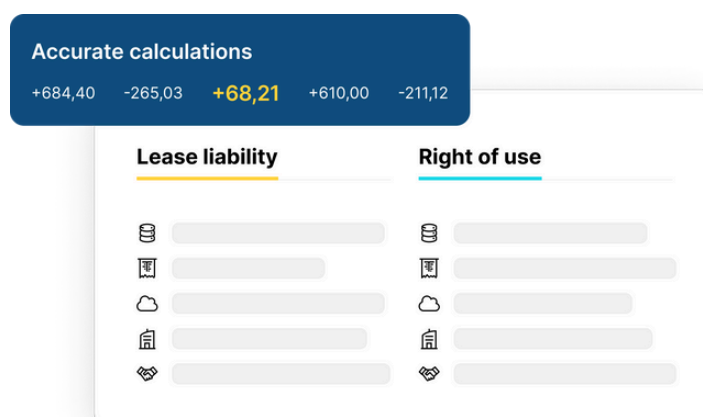 Accurate calculations
+684,40 -265,03 +68,21 +610,00 -211,12
Lease liability Right of use